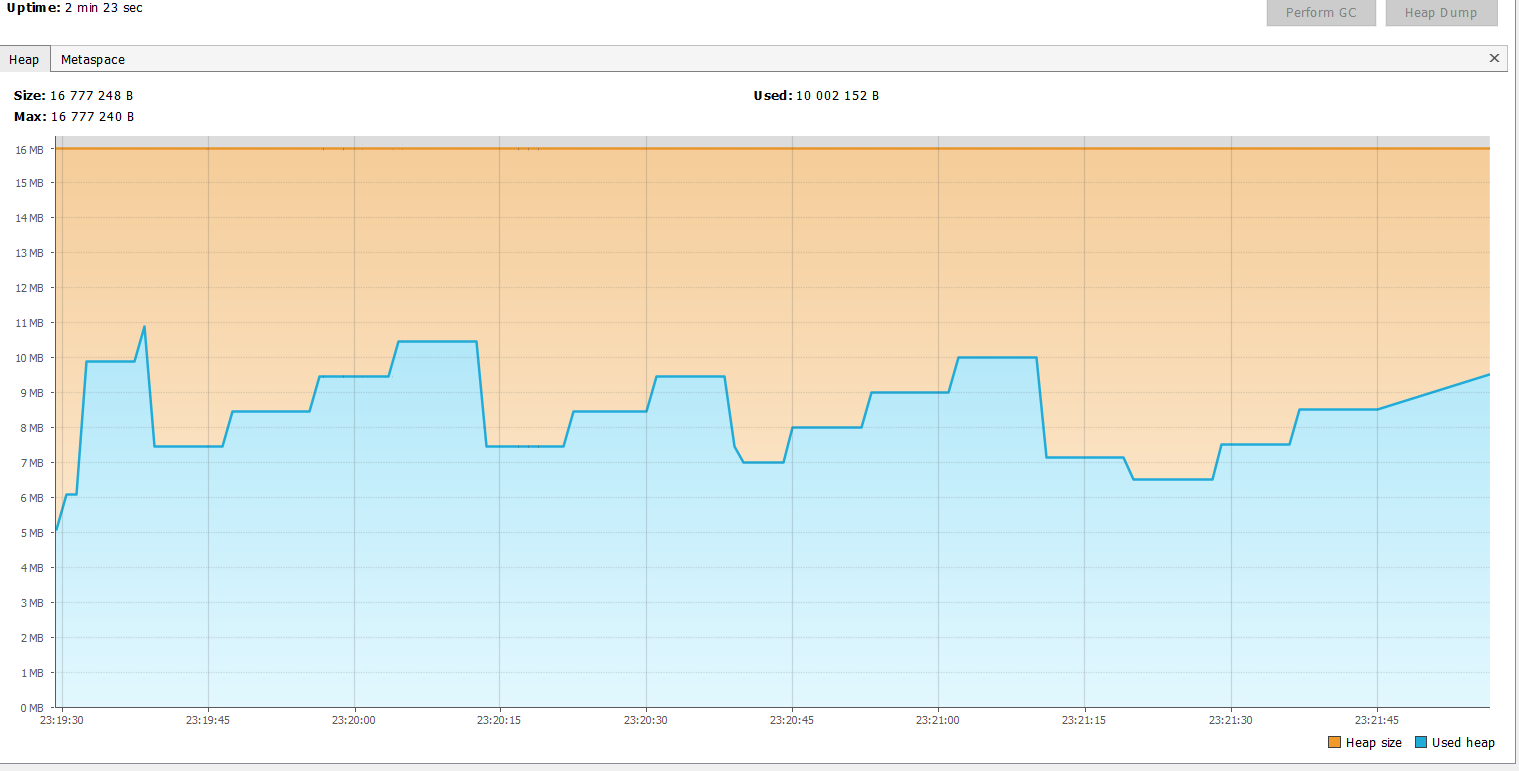 Uptime: 2 min 23 sec
Perform GC
Heap Dump
Heap
Metaspace
Size: 16 777 248 B
Used: 10 002 152 B
Max: 16 777 240 B
16 MB
15 MB
14 MB
13 MB
12 MB
11 MB
10 MB
9 MB
8 MB
7 MB
6 MB
5 MB
4 MB
3 MB
2 MB
1 MB
0 MB
23:19:30
23:19:45
23:20:00
23:20:15
23:20:30
23:20:45
23:21:00
23:21:15
23:21:30
23:21:45
Heap size
Used heap